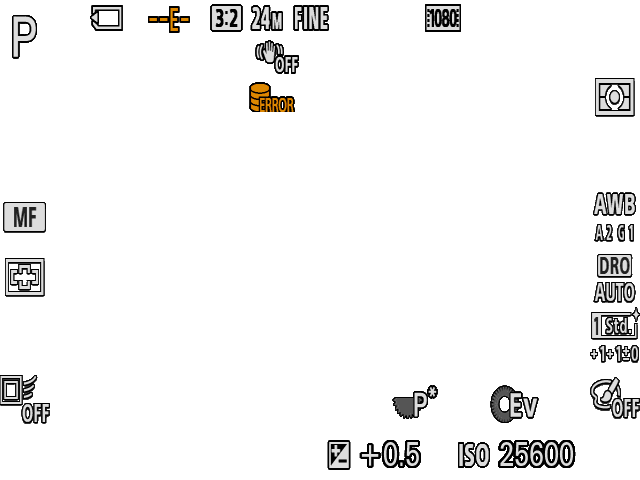 P -E- 3:2 24M FINE 1080
OFF
ERROR
MF
AWB
A2 G1
DRO
AUTO
1 Std.
+1+1±0
OFF P* EV OFF
+0.5 ISO 25600